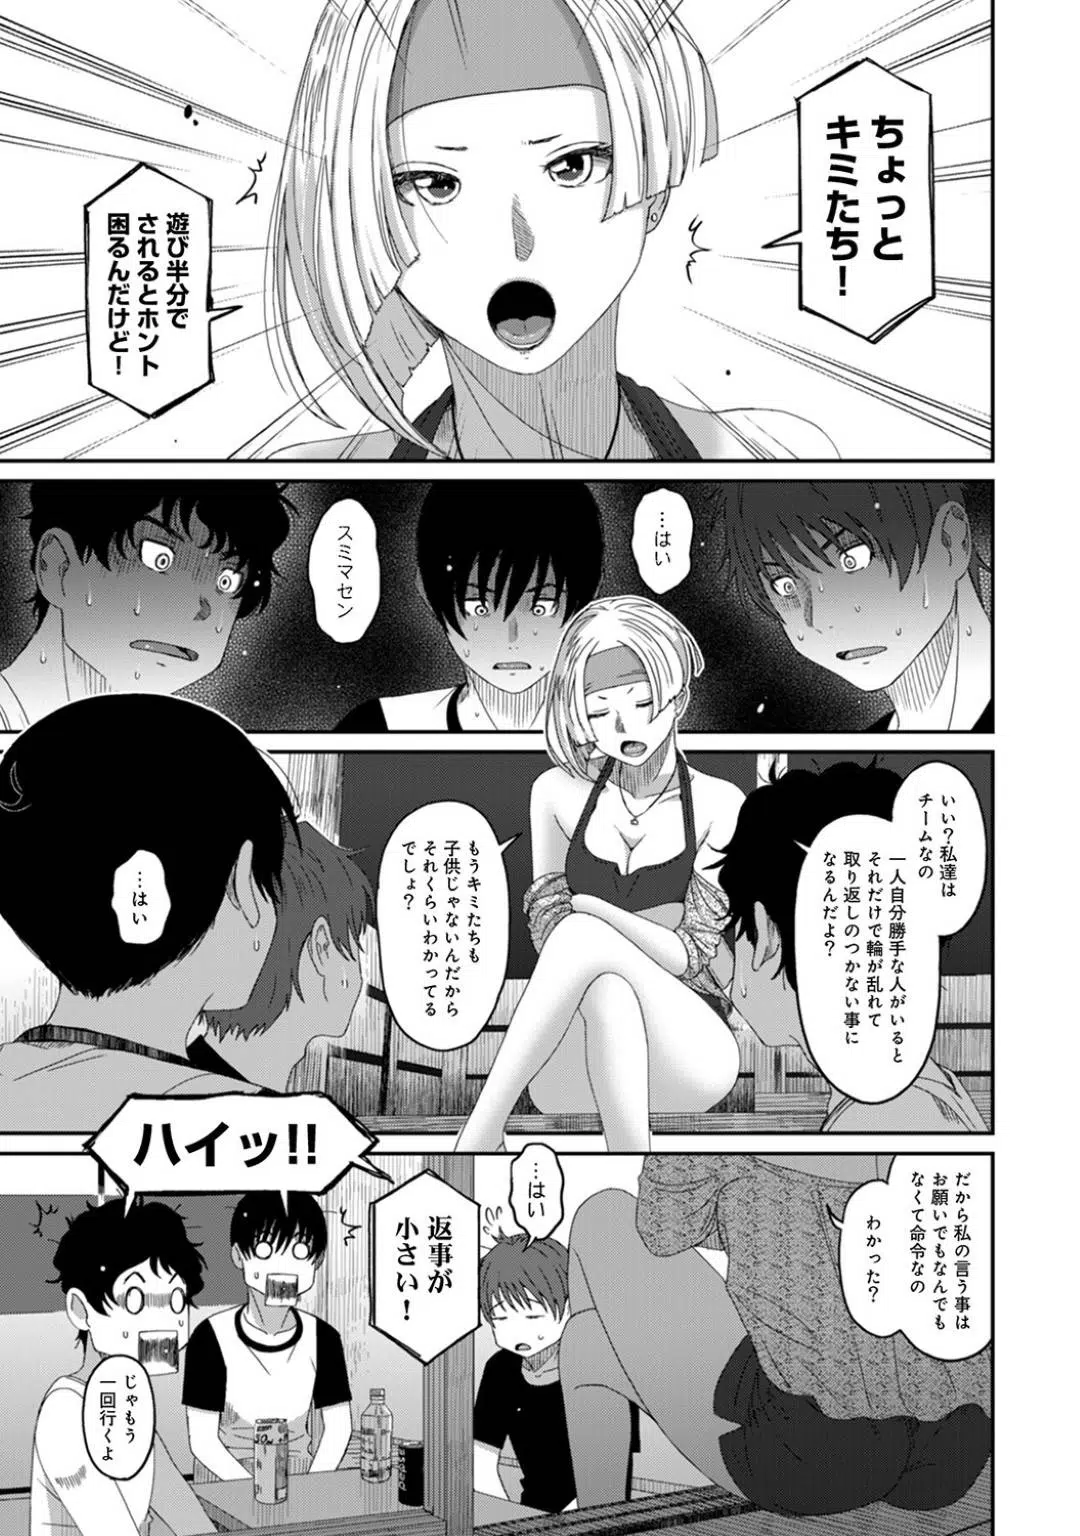 ちょっと
キミたち！
遊び半分で
されるとホント
困るんだけど！
…はい
スミマセン
いい？私達は
チームなの
一人自分勝手な人がいると
それだけで輪が乱れて
取り返しのつかない事に
なるんだよ？
もうキミたちも
子供じゃないんだから
それくらいわかってる
でしょ？
…はい
だから私の言う事は
お願いでもなんでも
なくて命令なの
わかった？
…はい
返事が
小さい！
ハイッ!!
じゃもう
一回行くよ